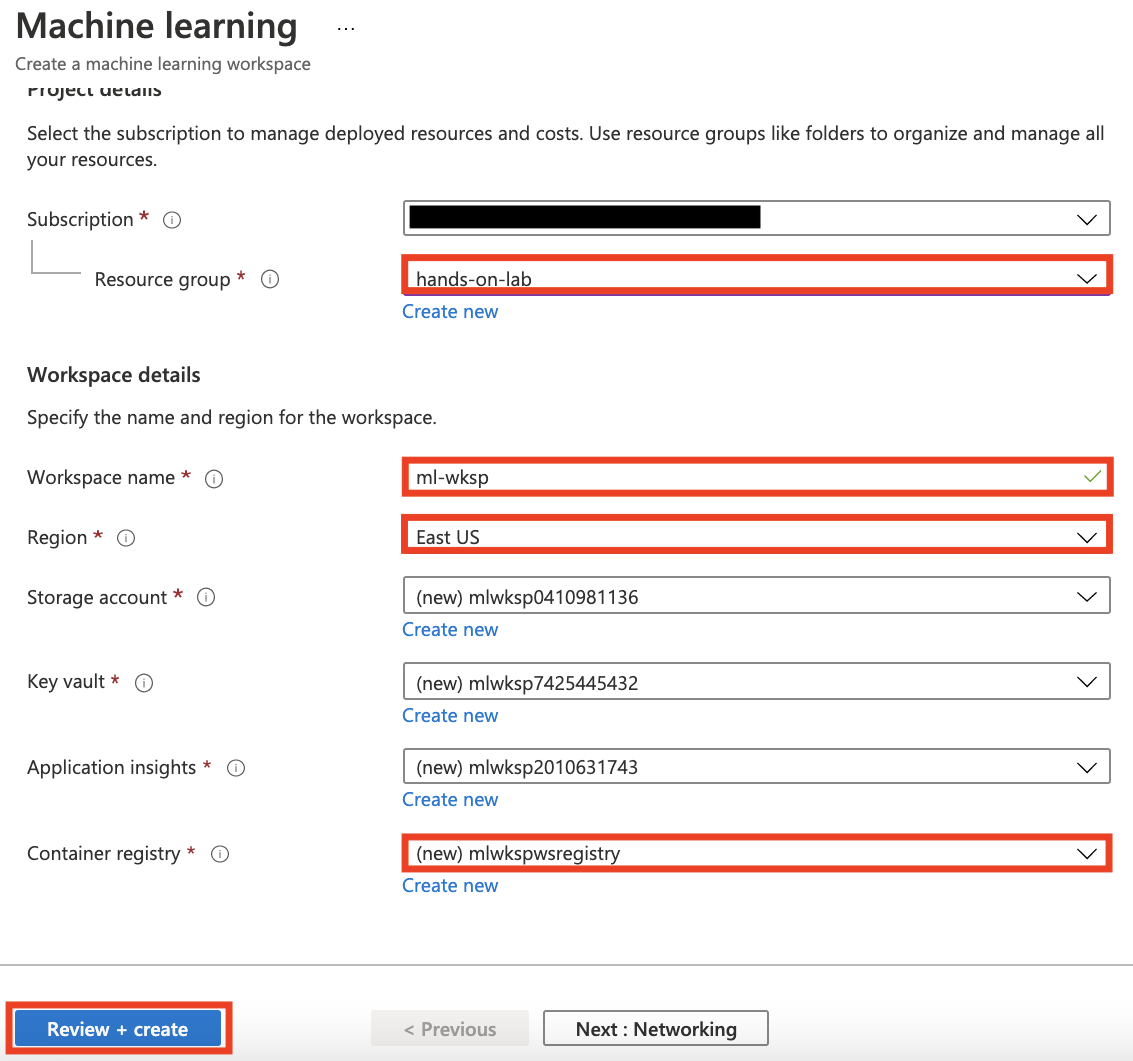 Machine learning ...
Create a machine learning workspace
Project details
Select the subscription to manage deployed resources and costs. Use resource groups like folders to organize and manage all
your resources.
Subscription *
Resource group * hands-on-lab
Create new
Workspace details
Specify the name and region for the workspace.
Workspace name * ml-wksp
Region * East US
Storage account * (new) mlwksp0410981136
Create new
Key vault * (new) mlwksp7425445432
Create new
Application insights * (new) mlwksp2010631743
Create new
Container registry * (new) mlwkspwsregistry
Create new
Review + create < Previous Next : Networking